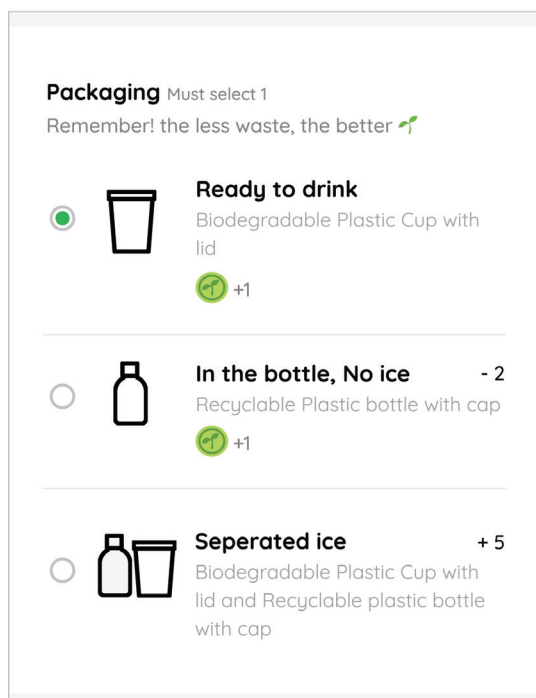 Packaging Must select 1
Remember! the less waste, the better
Ready to drink
Biodegradable Plastic Cup with
lid
+1
In the bottle, No ice - 2
Recyclable Plastic bottle with cap
+1
Seperated ice + 5
Biodegradable Plastic Cup with
lid and Recyclable plastic bottle
with cap